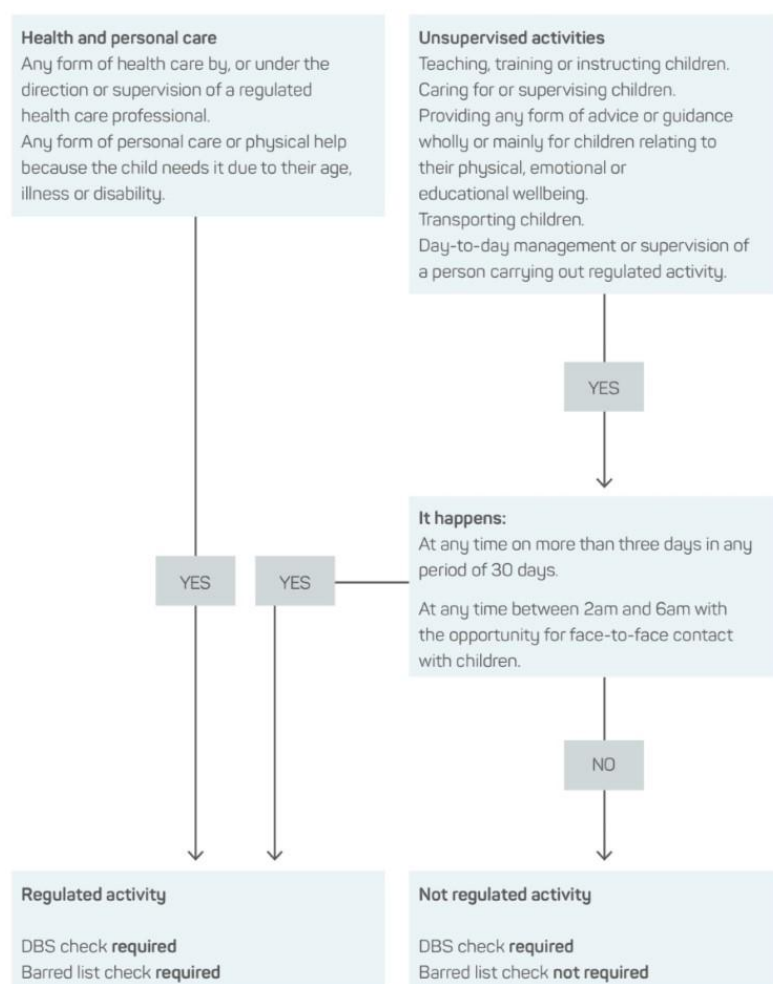 Health and personal care
Any form of health care by, or under the
direction or supervision of a regulated
health care professional.
Any form of personal care or physical help
because the child needs it due to their age,
illness or disability.
Unsupervised activities
Teaching, training or instructing children.
Caring for or supervising children.
Providing any form of advice or guidance
wholly or mainly for children relating to
their physical, emotional or
educational wellbeing.
Transporting children.
Day-to-day management or supervision of
a person carrying out regulated activity.
YES
It happens:
At any time on more than three days in any
period of 30 days.
At any time between 2am and 6am with
the opportunity for face-to-face contact
with children.
YES
YES
NO
Regulated activity
DBS check required
Barred list check required
Not regulated activity
DBS check required
Barred list check not required